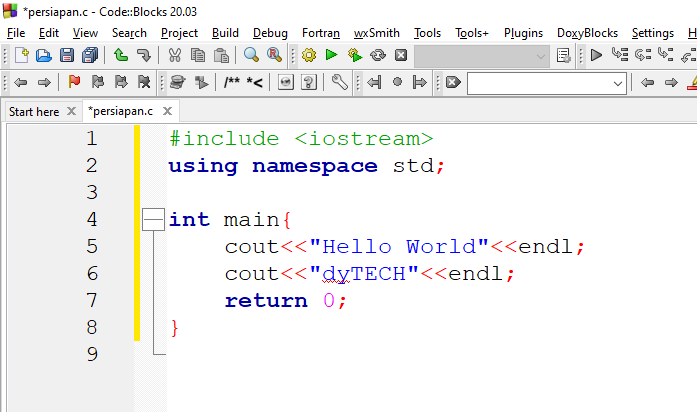 *persiapan.c - Code::Blocks 20.03
File Edit View Search Project Build Debug Fortran wxSmith Tools Tools+ Plugins DoxyBlocks Settings H
/** *<
Start here *persiapan.c
1 #include <iostream>
2 using namespace std;
3
4 int main{
5 cout<<"Hello World"<<endl;
6 cout<<"dyTECH"<<endl;
7 return 0;
8 }
9